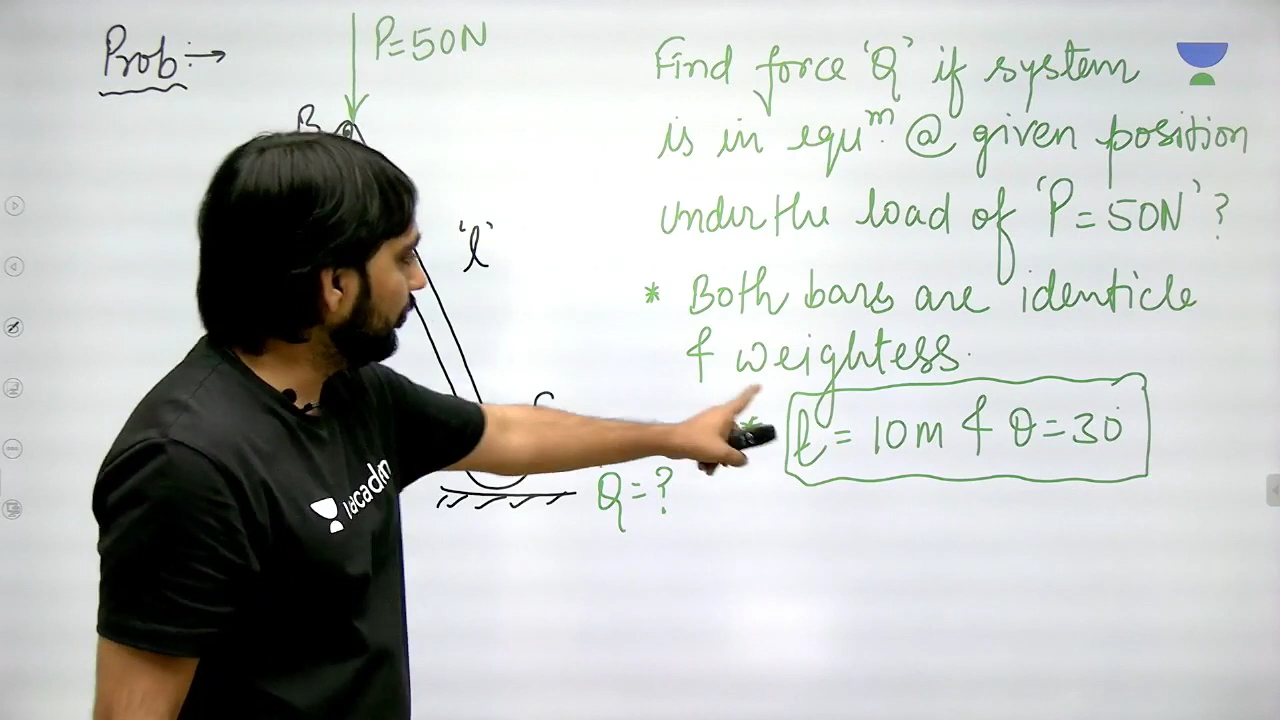 Prob:→
P=50N
B
'l'
C
Q=?
Find force 'Q' if system
is in equᵐ. @ given position
under the load of 'P=50N'?
* Both bars are identicle
& weightess.
* l = 10m & θ=30°
lacadm